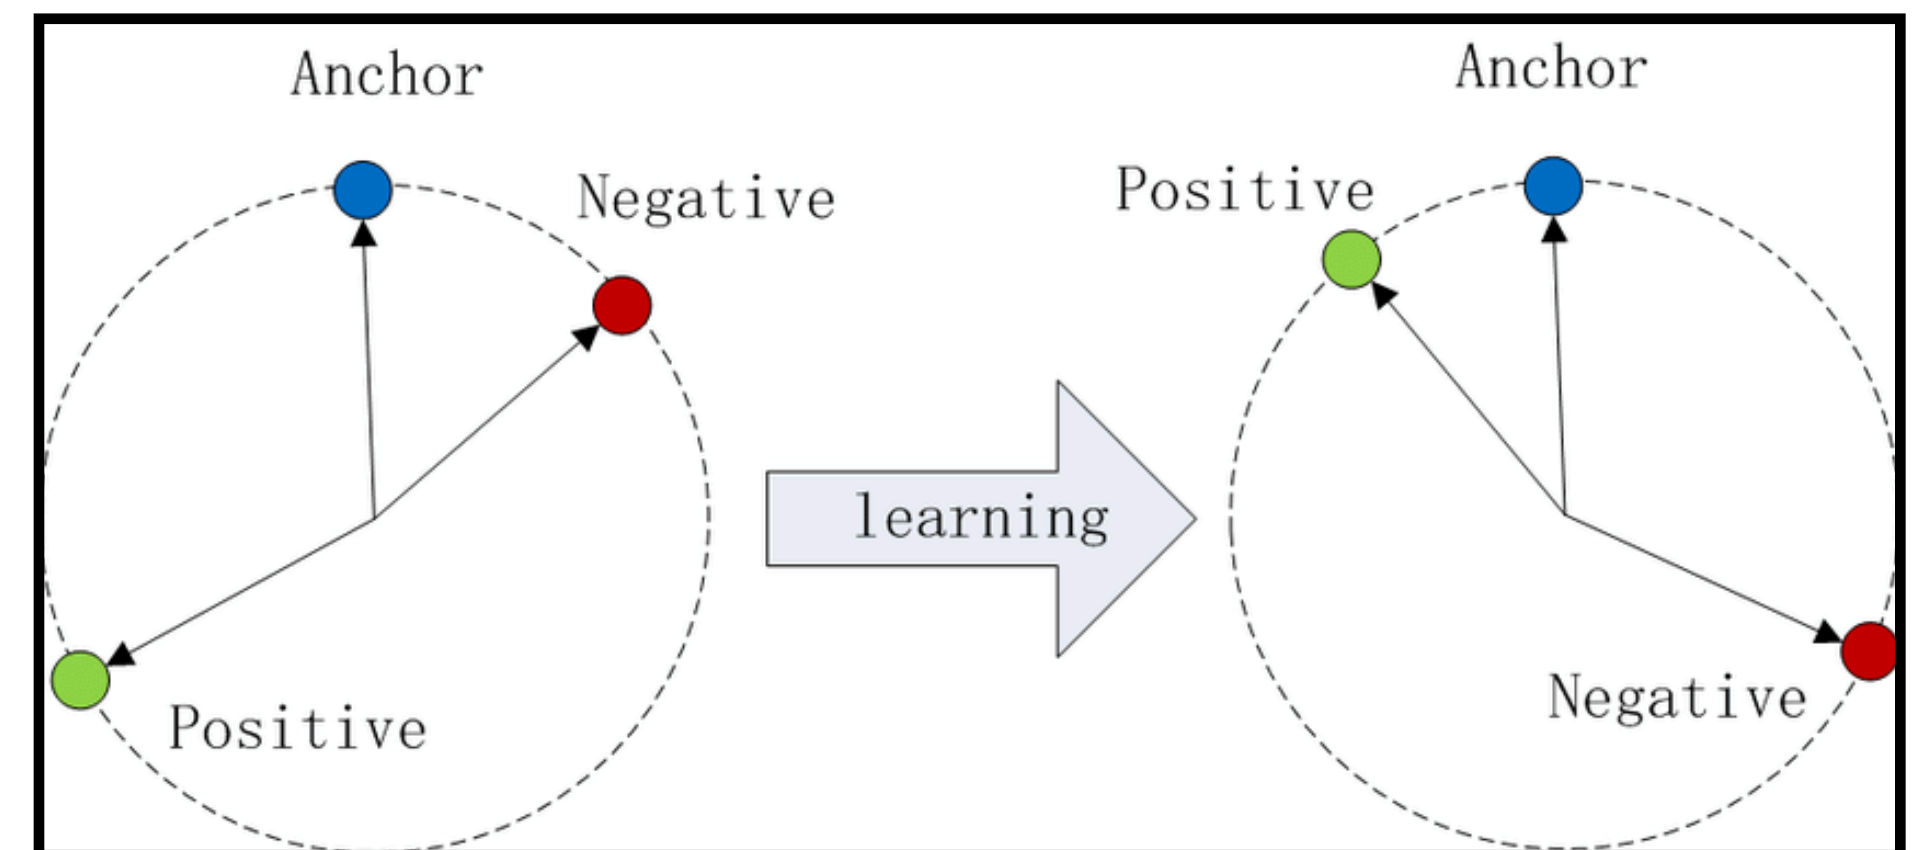 Anchor
Negative
Positive
learning
Anchor
Positive
Negative